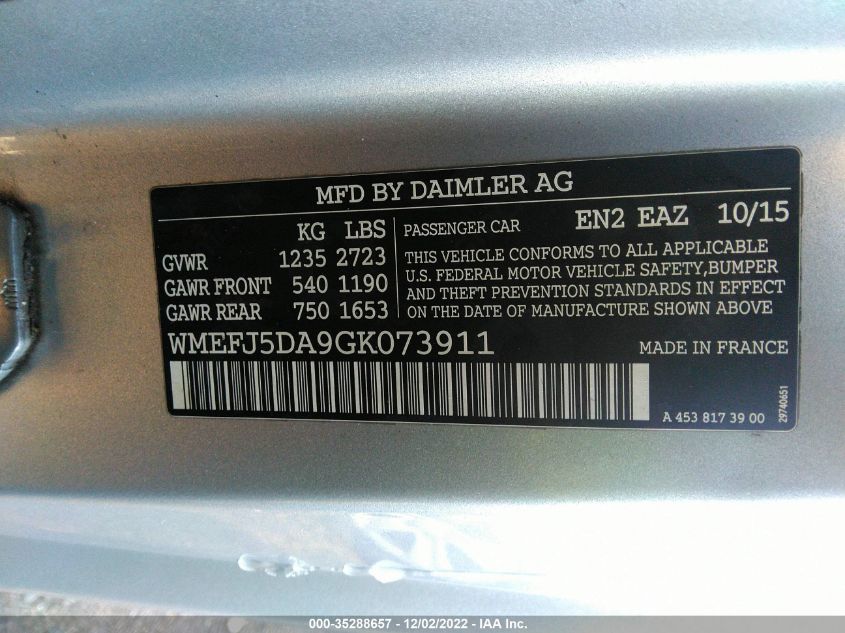 MFD BY DAIMLER AG
KG LBS
GVWR 1235 2723
GAWR FRONT 540 1190
GAWR REAR 750 1653
PASSENGER CAR EN2 EAZ 10/15
THIS VEHICLE CONFORMS TO ALL APPLICABLE
U.S. FEDERAL MOTOR VEHICLE SAFETY,BUMPER
AND THEFT PREVENTION STANDARDS IN EFFECT
ON THE DATE OF MANUFACTURE SHOWN ABOVE
WMEFJ5DA9GK073911 MADE IN FRANCE
A 453 817 39 00
29740651
000-35288657 - 12/02/2022 - IAA Inc.